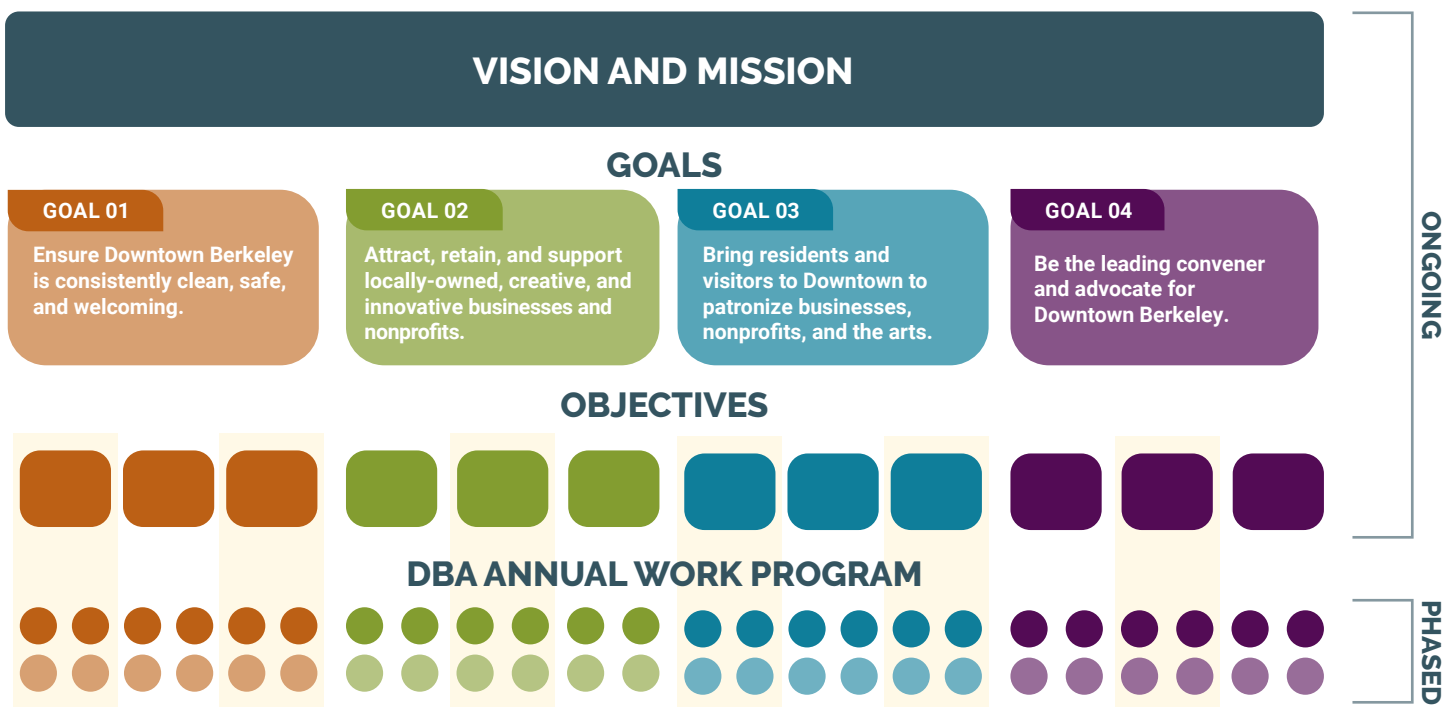 VISION AND MISSION
GOALS
GOAL 01
Ensure Downtown Berkeley
is consistently clean, safe,
and welcoming.
GOAL 02
Attract, retain, and support
locally-owned, creative, and
innovative businesses and
nonprofits.
GOAL 03
Bring residents and
visitors to Downtown to
patronize businesses,
nonprofits, and the arts.
GOAL 04
Be the leading convener
and advocate for
Downtown Berkeley.
ONGOING
OBJECTIVES
DBA ANNUAL WORK PROGRAM
PHASED